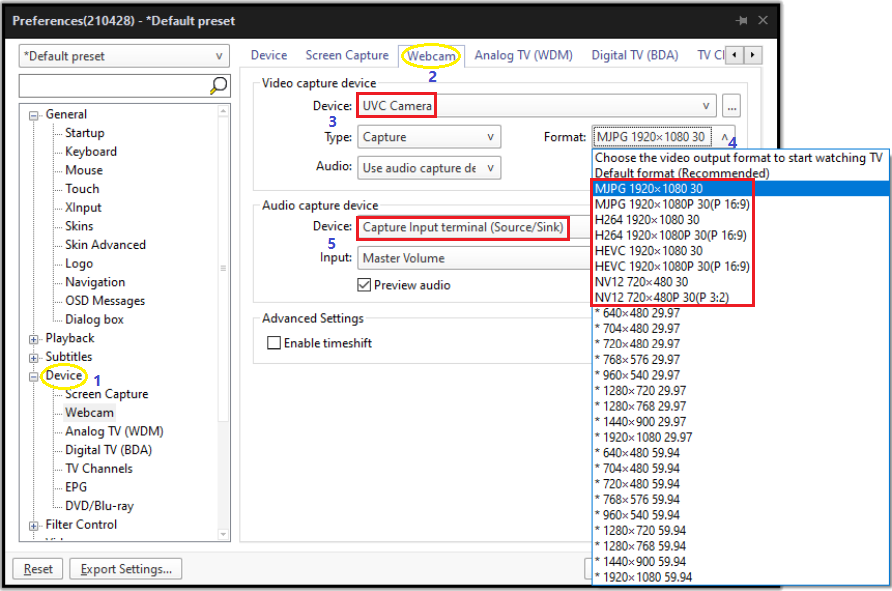 Preferences(210428) - *Default preset
*Default preset
Device Screen Capture Webcam Analog TV (WDM) Digital TV (BDA) TV Cl
2
General
Startup
Keyboard
Mouse
Touch
XInput
Skins
Skin Advanced
Logo
Navigation
OSD Messages
Dialog box
Playback
Subtitles
Device 1
Screen Capture
Webcam
Analog TV (WDM)
Digital TV (BDA)
TV Channels
EPG
DVD/Blu-ray
Filter Control
Video capture device
Device: UVC Camera ...
3
Type: Capture Format: MJPG 1920×1080 30 4
Audio: Use audio capture de
Audio capture device
Device: Capture Input terminal (Source/Sink)
5
Input: Master Volume
Preview audio
Advanced Settings
Enable timeshift
Choose the video output format to start watching TV
Default format (Recommended)
MJPG 1920×1080 30
MJPG 1920×1080P 30(P 16:9)
H264 1920×1080 30
H264 1920×1080P 30(P 16:9)
HEVC 1920×1080 30
HEVC 1920×1080P 30(P 16:9)
NV12 720×480 30
NV12 720×480P 30(P 3:2)
* 640×480 29.97
* 704×480 29.97
* 720×480 29.97
* 768×576 29.97
* 960×540 29.97
* 1280×720 29.97
* 1280×768 29.97
* 1440×900 29.97
* 1920×1080 29.97
* 640×480 59.94
* 704×480 59.94
* 720×480 59.94
* 768×576 59.94
* 960×540 59.94
* 1280×720 59.94
* 1280×768 59.94
* 1440×900 59.94
* 1920×1080 59.94
Reset Export Settings...